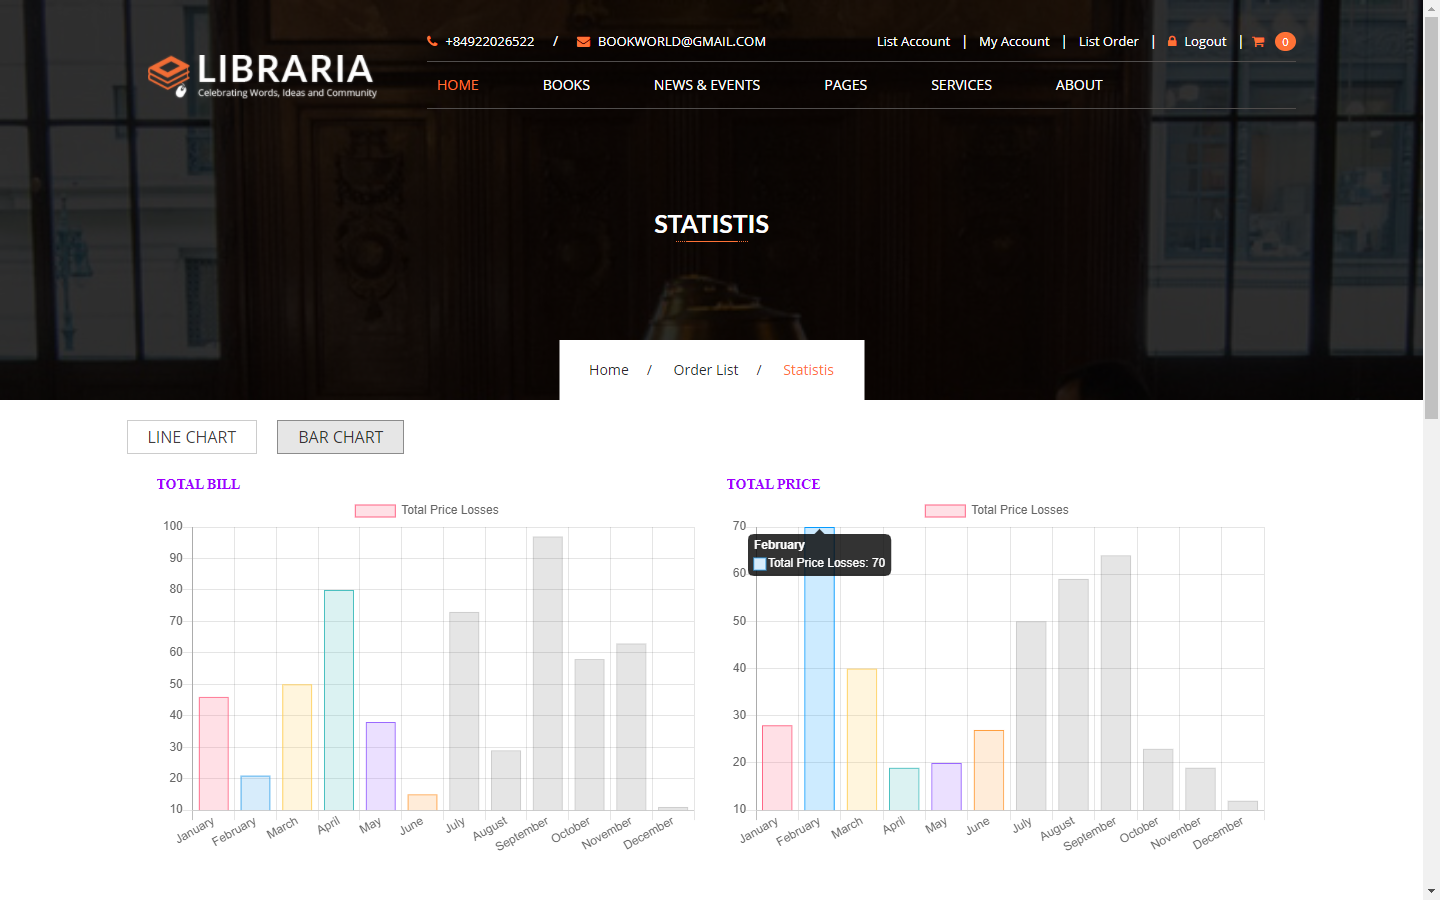 +84922026522 / BOOKWORLD@GMAIL.COM List Account | My Account | List Order | Logout | 0
LIBRARIA
Celebrating Words, Ideas and Community
HOME BOOKS NEWS & EVENTS PAGES SERVICES ABOUT
STATISTIS
Home / Order List / Statistis
LINE CHART BAR CHART
TOTAL BILL
Total Price Losses
100
90
80
70
60
50
40
30
20
10
January February March April May June July August September October November December
TOTAL PRICE
Total Price Losses
70
February
Total Price Losses: 70
60
50
40
30
20
10
January February March April May June July August September October November December